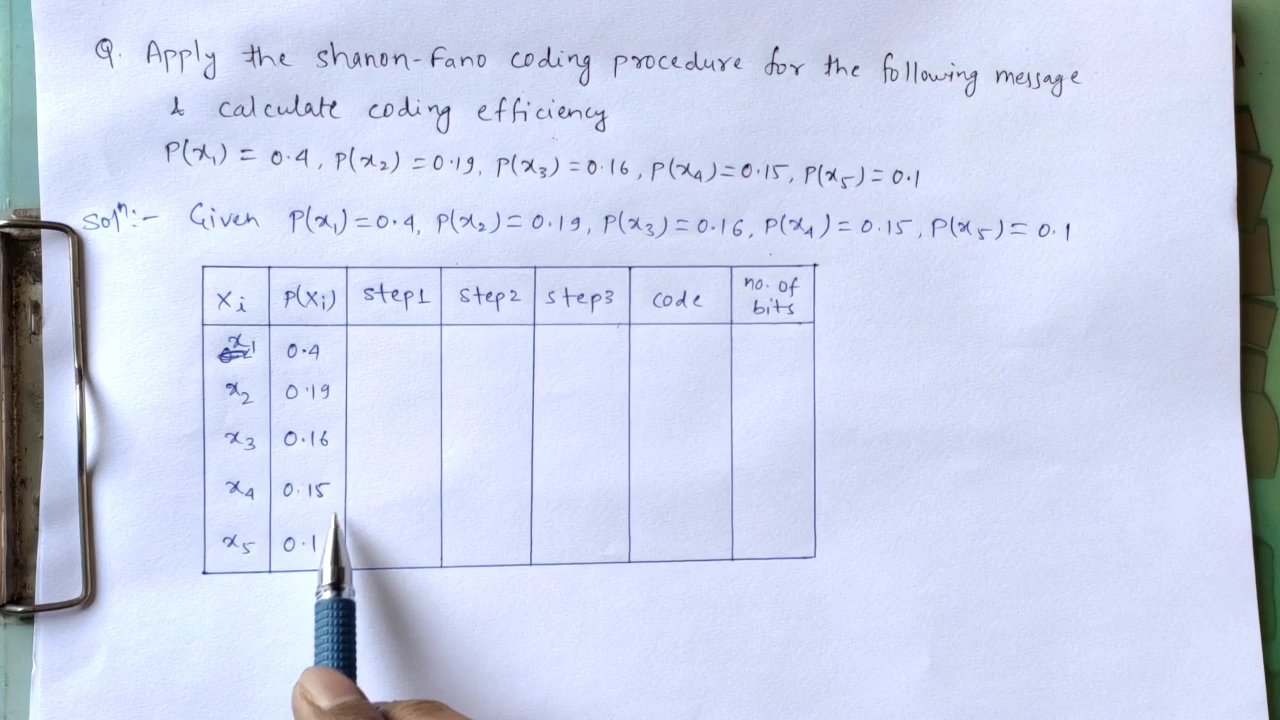 Q. Apply the shanon-Fano coding procedure for the following message
& calculate coding efficiency
P(x1) = 0.4, P(x2) = 0.19, P(x3) = 0.16, P(x4) = 0.15, P(x5) = 0.1
Solⁿ:- Given P(x1) = 0.4, P(x2) = 0.19, P(x3) = 0.16, P(x4) = 0.15, P(x5) = 0.1
Xi P(Xi) step1 step2 step3 code no. of bits
x1 0.4
x2 0.19
x3 0.16
x4 0.15
x5 0.1